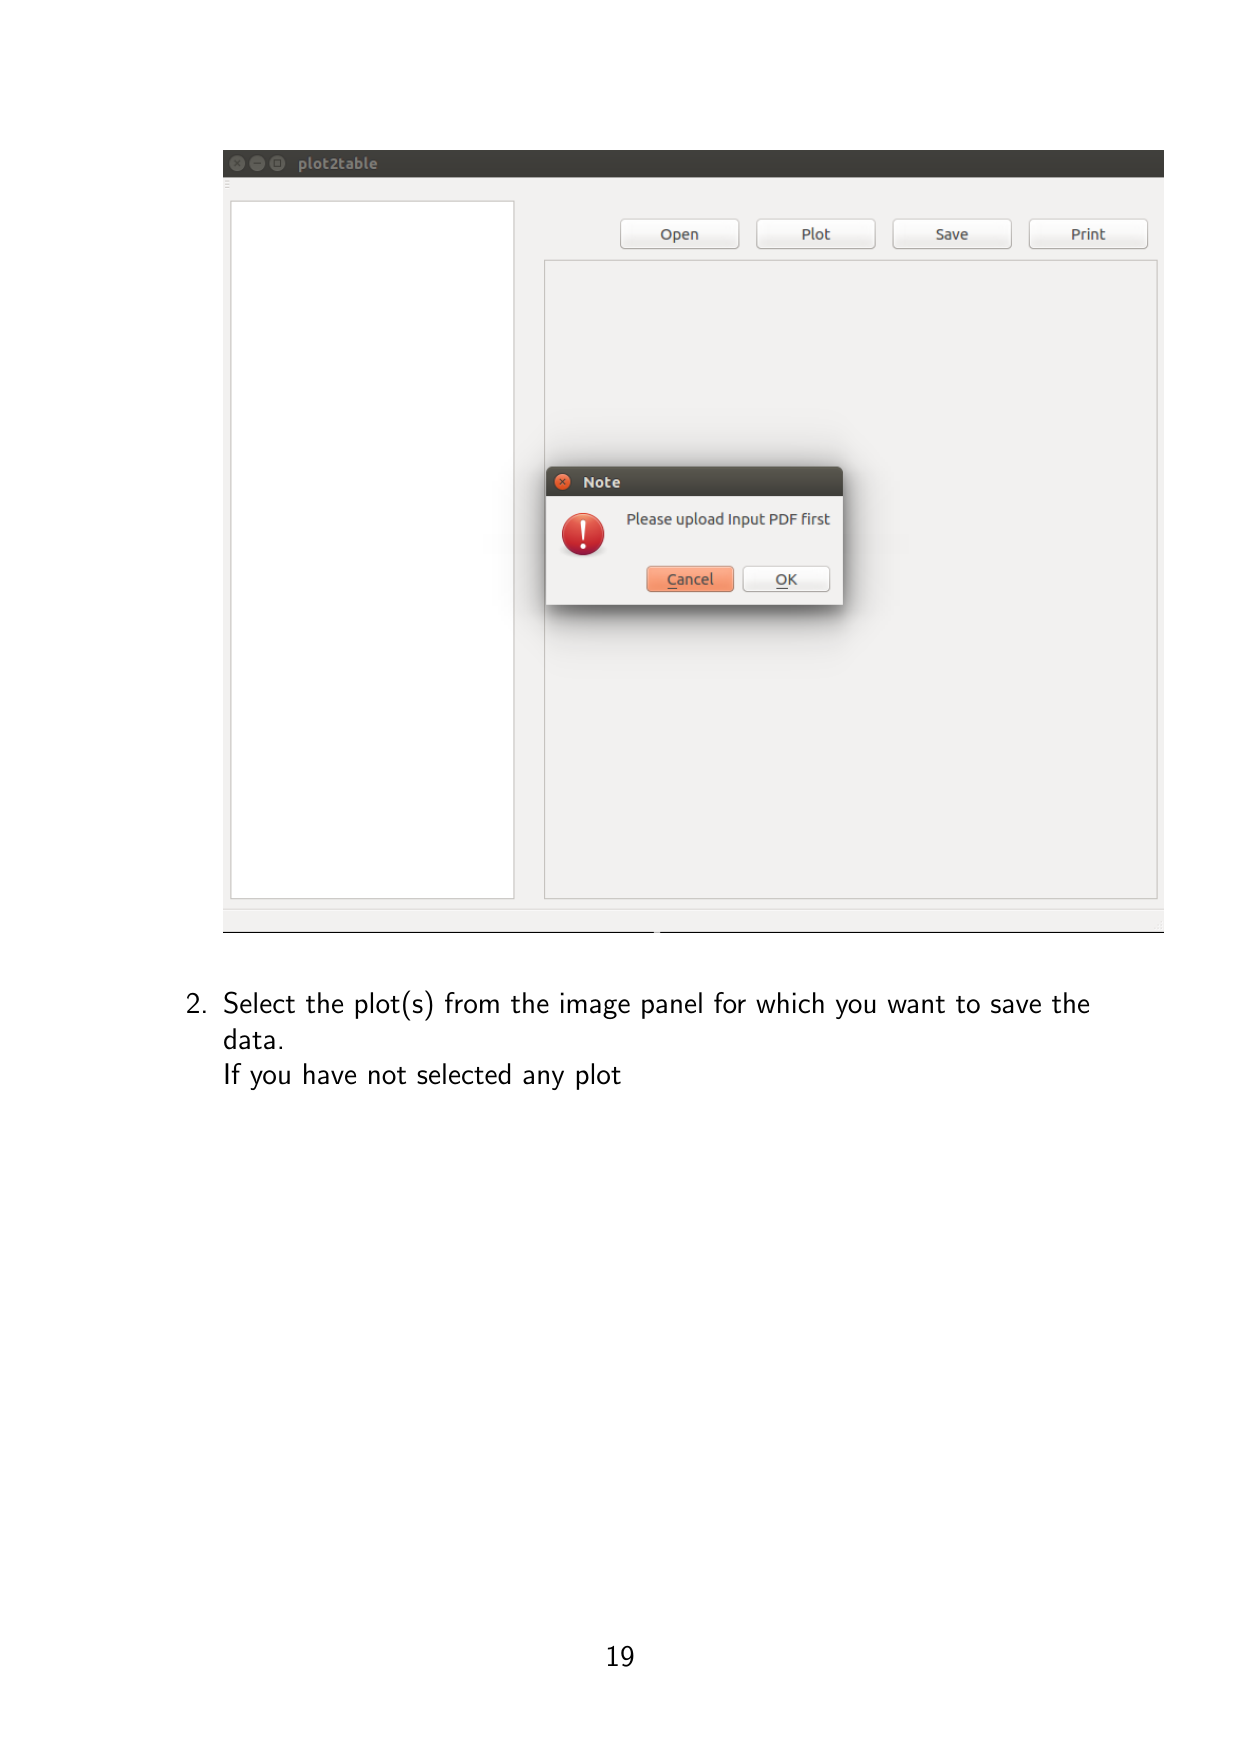 plot2table
Open Plot Save Print
Note
Please upload Input PDF first
Cancel OK
2. Select the plot(s) from the image panel for which you want to save the
data.
If you have not selected any plot
19